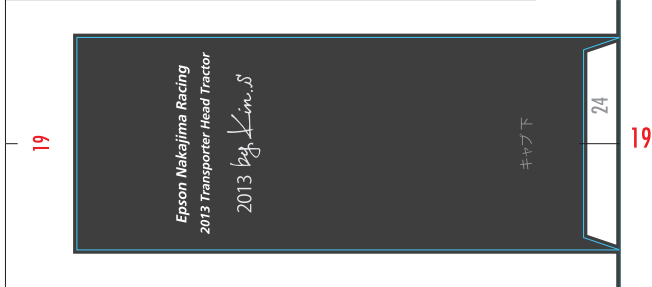 19
Epson Nakajima Racing
2013 Transporter Head Tractor
2013 by Kin.s
キャブ下
24
19